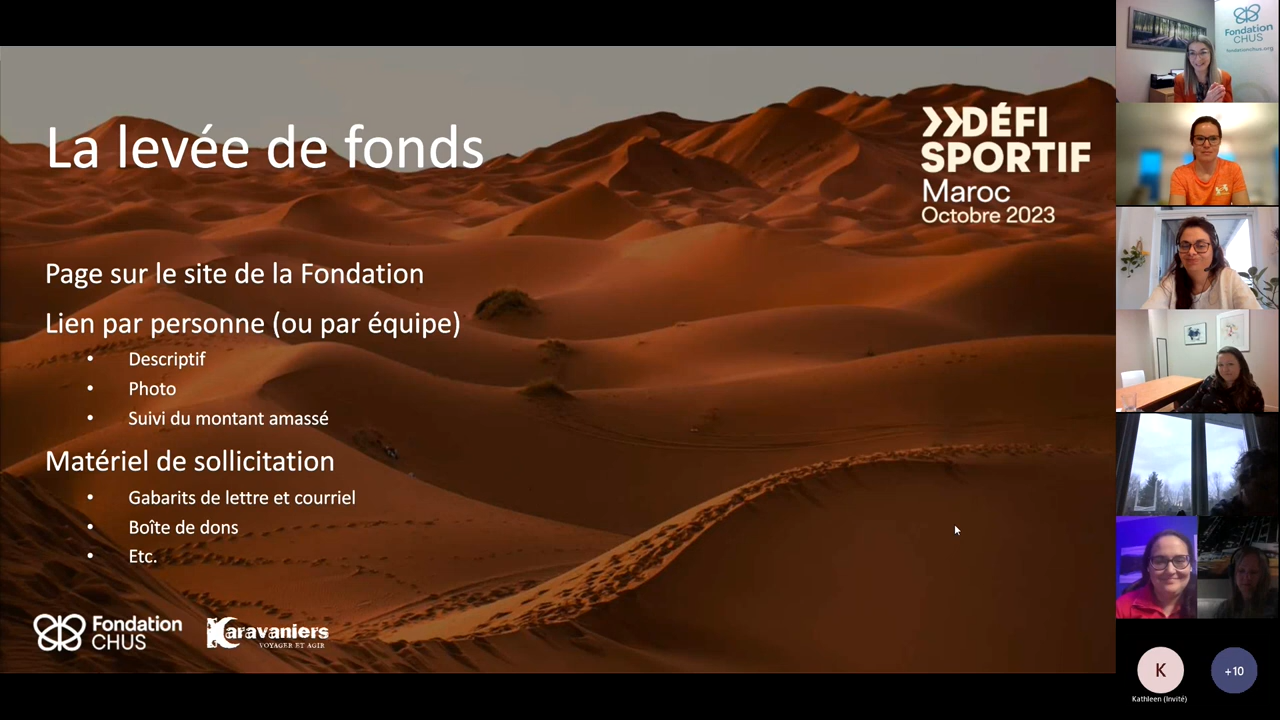 La levée de fonds
DÉFI
SPORTIF
Maroc
Octobre 2023
Page sur le site de la Fondation
Lien par personne (ou par équipe)
• Descriptif
• Photo
• Suivi du montant amassé
Matériel de sollicitation
• Gabarits de lettre et courriel
• Boîte de dons
• Etc.
Fondation
CHUS
Karavaniers
VOYAGER ET AGIR
Fondation
CHUS
fondationchus.org
K
Kathleen (Invité)
+10